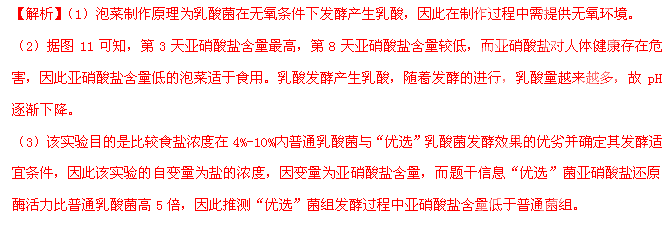 【解析】（1）泡菜制作原理为乳酸菌在无氧条件下发酵产生乳酸，因此在制作过程中需提供无氧环境。
（2）据图 11 可知，第 3 天亚硝酸盐含量最高，第 8 天亚硝酸盐含量较低，而亚硝酸盐对人体健康存在危
害，因此亚硝酸盐含量低的泡菜适于食用。乳酸发酵产生乳酸，随着发酵的进行，乳酸量越来越多，故 pH
逐渐下降。
（3）该实验目的是比较食盐浓度在 4%-10%内普通乳酸菌与“优选”乳酸菌发酵效果的优劣并确定其发酵适
宜条件，因此该实验的自变量为盐的浓度，因变量为亚硝酸盐含量，而题干信息“优选”菌亚硝酸盐还原
酶活力比普通乳酸菌高 5 倍，因此推测“优选”菌组发酵过程中亚硝酸盐含量低于普通菌组。